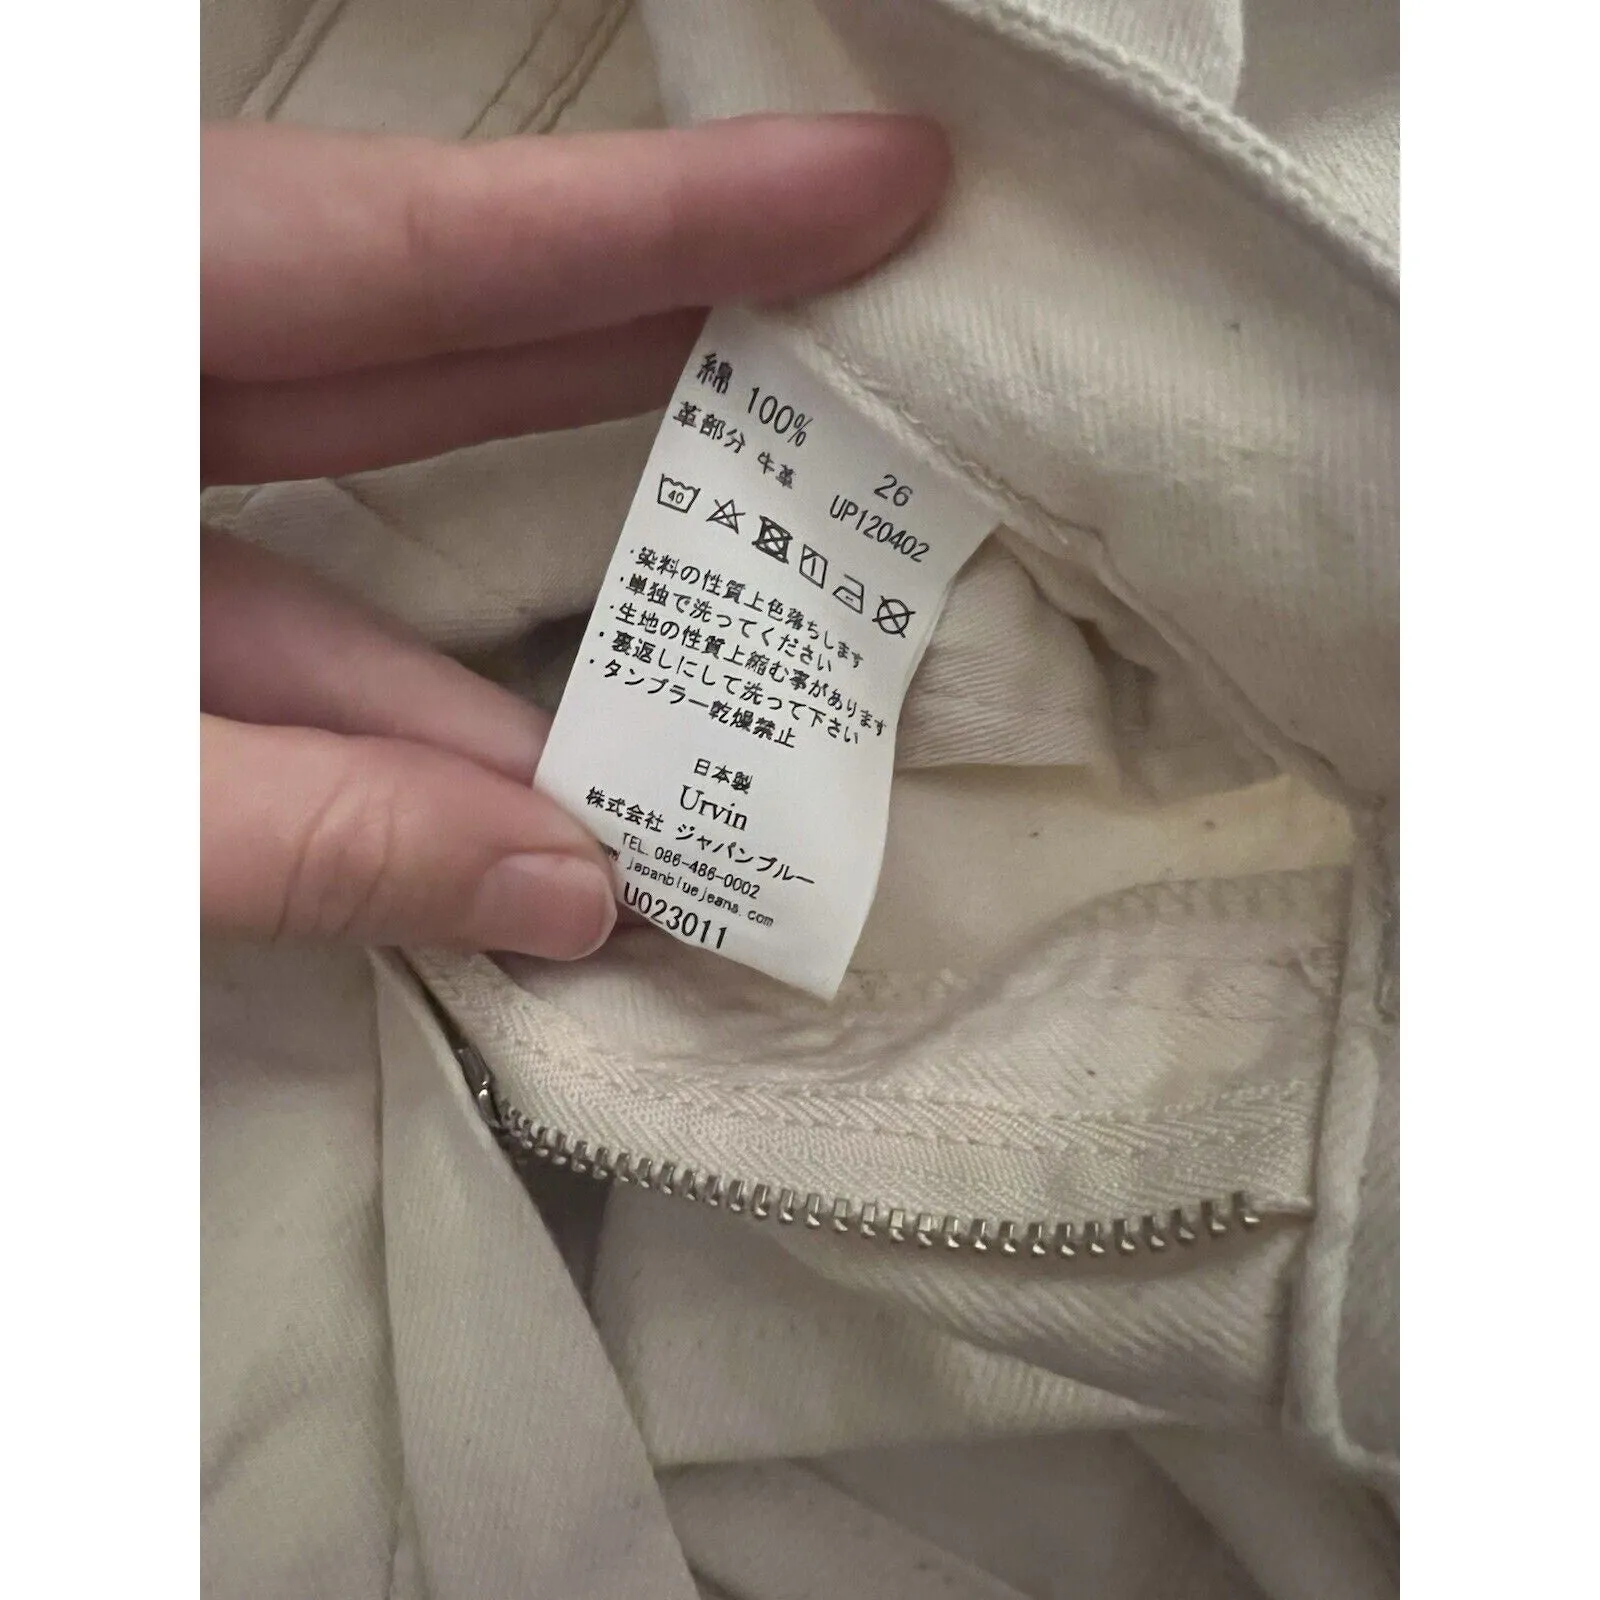 綿 100%
革部分 牛革
26
UP120402
40
・染料の性質上色落ちします
・単独で洗ってください
・生地の性質上縮む事があります
・裏返しにして洗って下さい
・タンブラー乾燥禁止
日本製
Urvin
株式会社 ジャパンブルー
TEL. 086-486-0002
japanbluejeans.com
U023011